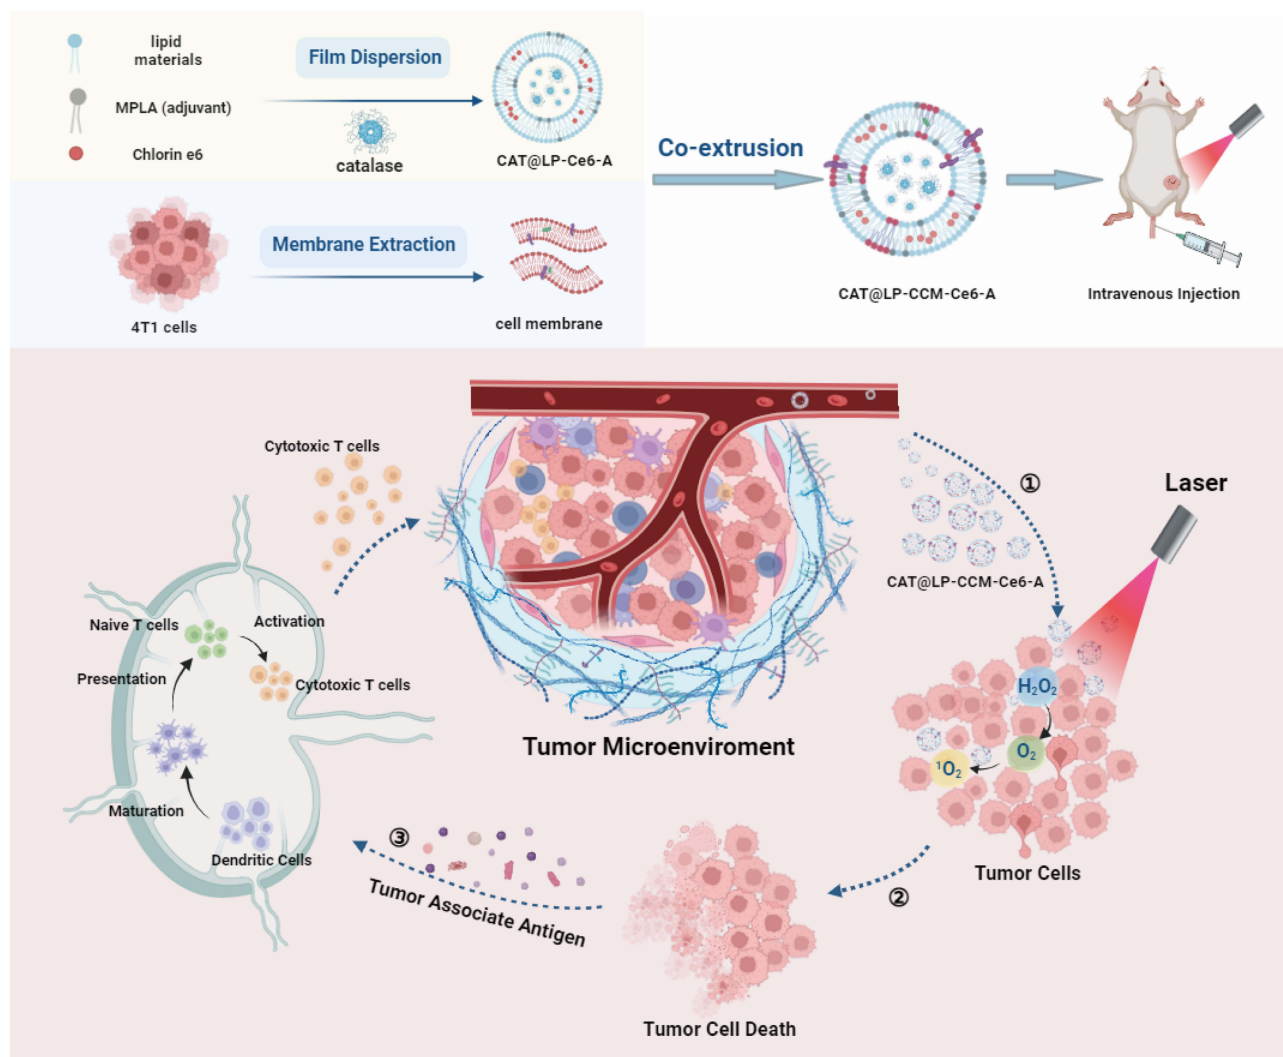 lipid
materials
MPLA (adjuvant)
Chlorin e6
Film Dispersion
catalase
CAT@LP-Ce6-A
4T1 cells
Membrane Extraction
cell membrane
Co-extrusion
CAT@LP-CCM-Ce6-A
Intravenous Injection
Cytotoxic T cells
Naive T cells
Activation
Presentation
Cytotoxic T cells
Maturation
Dendritic Cells
Tumor Microenviroment
①
Laser
CAT@LP-CCM-Ce6-A
H₂O₂
O₂
¹O₂
Tumor Cells
②
③
Tumor Associate Antigen
Tumor Cell Death